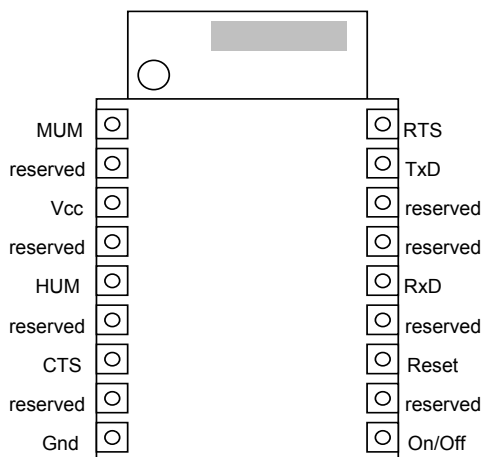 MUM RTS
reserved TxD
Vcc reserved
reserved reserved
HUM RxD
reserved reserved
CTS Reset
reserved reserved
Gnd On/Off